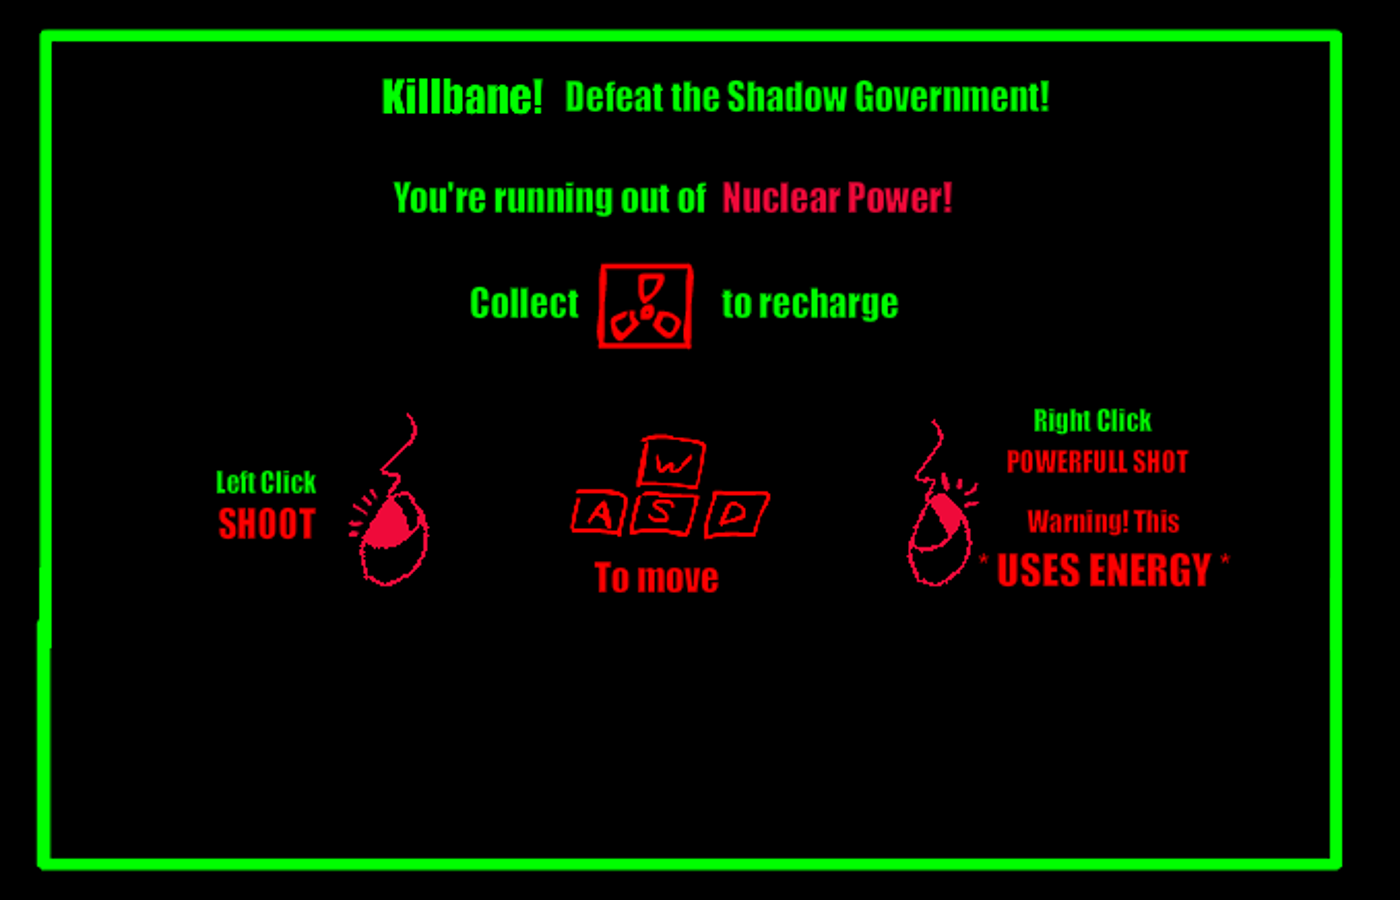 Killbane! Defeat the Shadow Government!
You're running out of Nuclear Power!
Collect to recharge
Left Click
SHOOT
W
A S D
To move
Right Click
POWERFULL SHOT
Warning! This
* USES ENERGY *